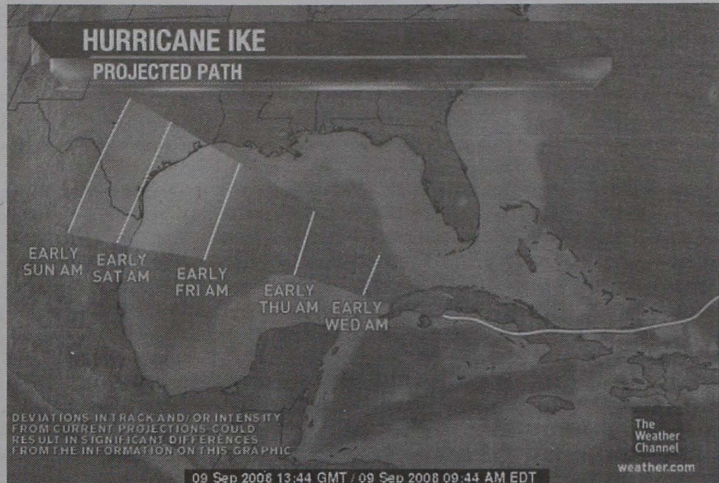 HURRICANE IKE
PROJECTED PATH
EARLY
SUN AM
EARLY
SAT AM
EARLY
FRI AM
EARLY
THU AM
EARLY
WED AM
DEVIATIONS IN TRACK AND/ OR INTENSITY
FROM CURRENT PROJECTIONS COULD
RESULT IN SIGNIFICANT DIFFERENCES
FROM THE INFORMATION ON THIS GRAPHIC
The
Weather
Channel
weather.com
09 Sep 2008 13:44 GMT / 09 Sep 2008 09:44 AM EDT